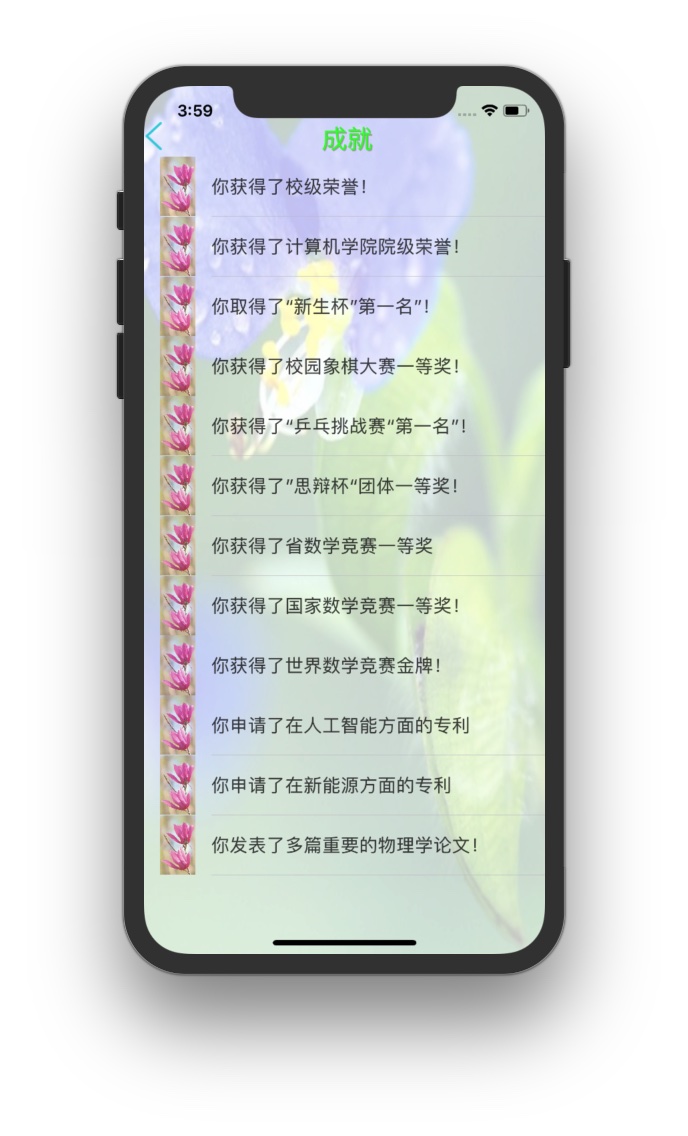 3:59
成就
你获得了校级荣誉!
你获得了计算机学院院级荣誉!
你取得了“新生杯”第一名”!
你获得了校园象棋大赛一等奖!
你获得了“乒乓挑战赛“第一名”!
你获得了”思辩杯“团体一等奖!
你获得了省数学竞赛一等奖
你获得了国家数学竞赛一等奖!
你获得了世界数学竞赛金牌!
你申请了在人工智能方面的专利
你申请了在新能源方面的专利
你发表了多篇重要的物理学论文!